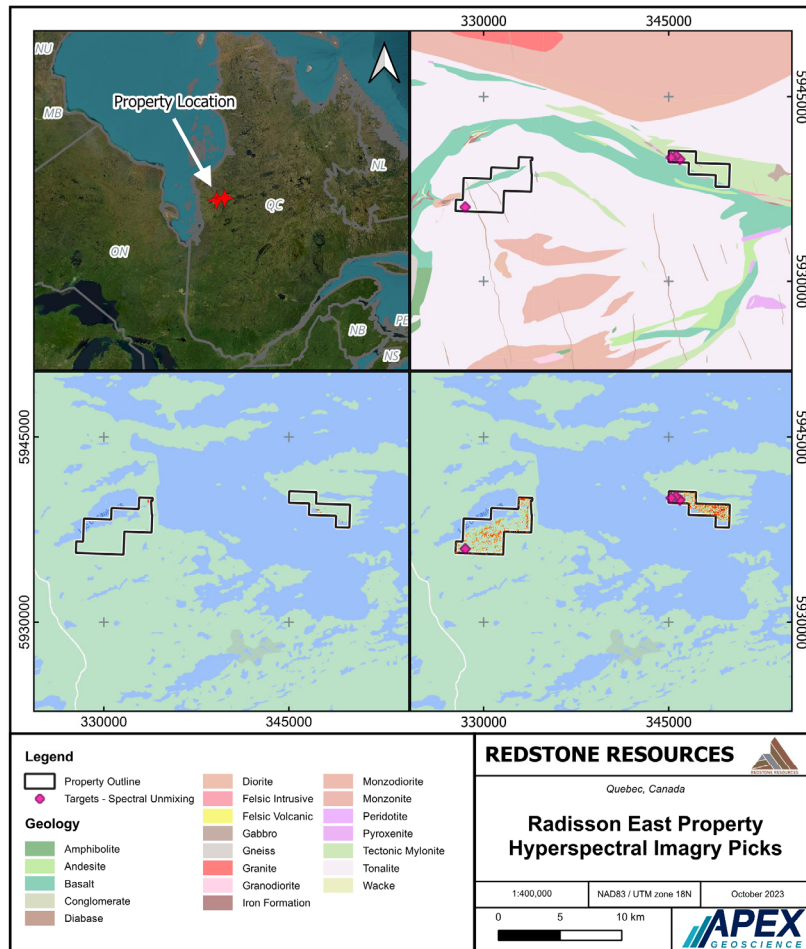 330000
345000
NU
MB
Property Location
NL
QC
ON
NB
PE
NS
5945000
5930000
5945000
5930000
5945000
5930000
330000
345000
330000
345000
Legend
Property Outline
Targets - Spectral Unmixing
Geology
Amphibolite
Andesite
Basalt
Conglomerate
Diabase
Diorite
Felsic Intrusive
Felsic Volcanic
Gabbro
Gneiss
Granite
Granodiorite
Iron Formation
Monzodiorite
Monzonite
Peridotite
Pyroxenite
Tectonic Mylonite
Tonalite
Wacke
REDSTONE RESOURCES
REDSTONE RESOURCES
Quebec, Canada
Radisson East Property
Hyperspectral Imagry Picks
1:400,000
NAD83 / UTM zone 18N
October 2023
0 5 10 km
APEX
GEOSCIENCE